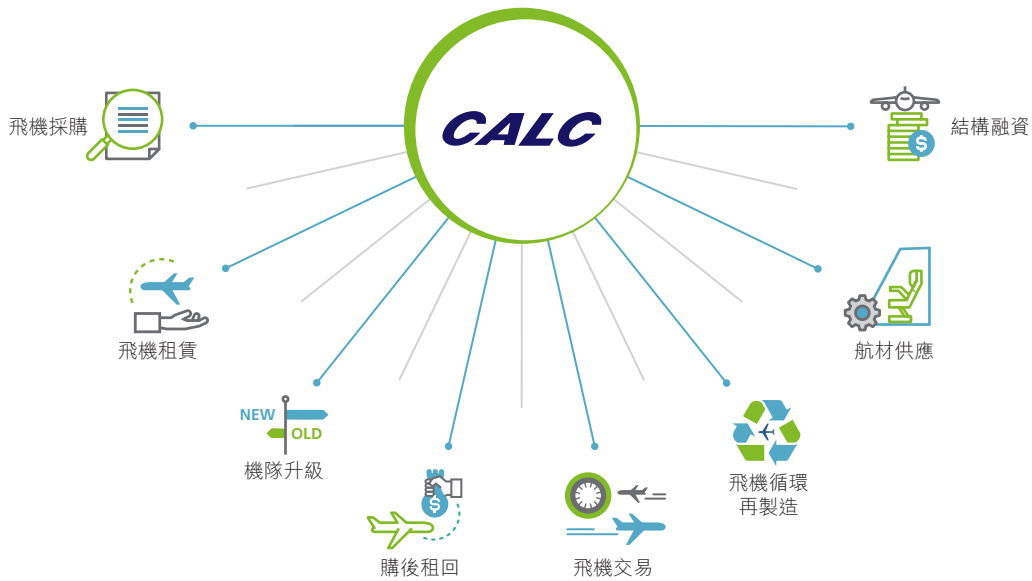 CALC
飛機採購
結構融資
飛機租賃
航材供應
NEW
OLD
機隊升級
飛機循環
再製造
$
$
購後租回
飛機交易